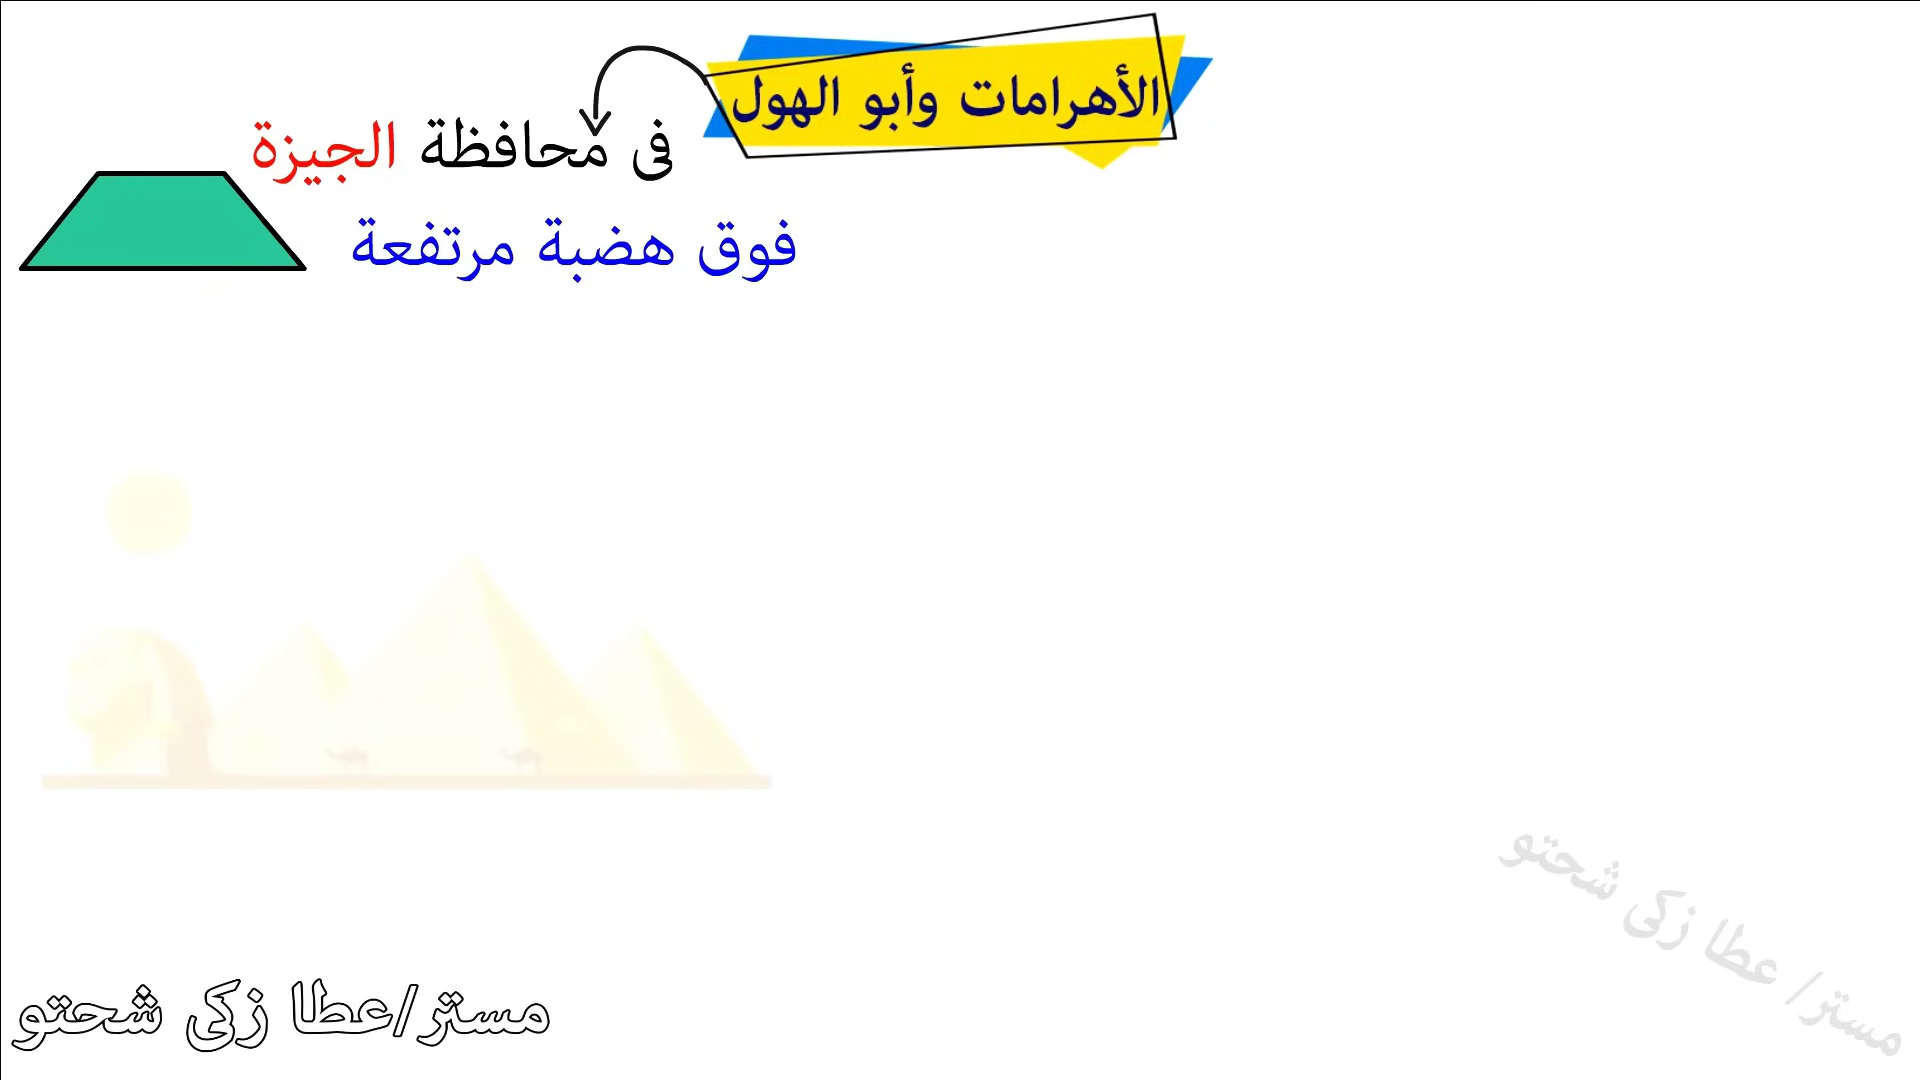 الأهرامات وأبو الهول
فى محافظة الجيزة
فوق هضبة مرتفعة
مستر/ عطا زكى شحتو
مستر/عطا زكى شحتو